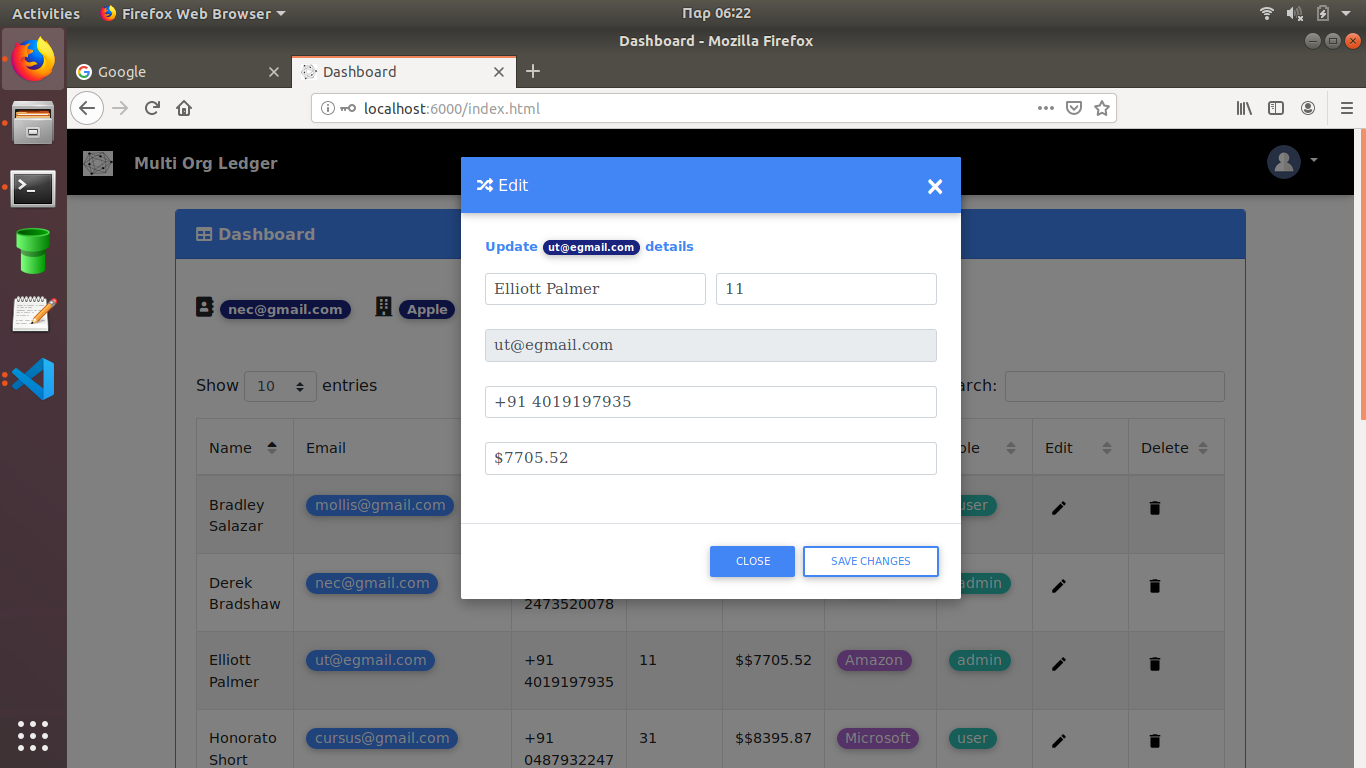 Activities Firefox Web Browser Παρ 06:22
Dashboard - Mozilla Firefox
Google Dashboard
localhost:6000/index.html
Multi Org Ledger
Edit
Dashboard
Update ut@egmail.com details
Elliott Palmer 11
nec@gmail.com Apple
ut@egmail.com
Show 10 entries arch:
+91 4019197935
Name Email ole Edit Delete
$7705.52
Bradley Salazar mollis@gmail.com user
CLOSE SAVE CHANGES
Derek Bradshaw nec@gmail.com 2473520078 admin
Elliott Palmer ut@egmail.com +91 4019197935 11 $$7705.52 Amazon admin
Honorato Short cursus@gmail.com +91 0487932247 31 $$8395.87 Microsoft user